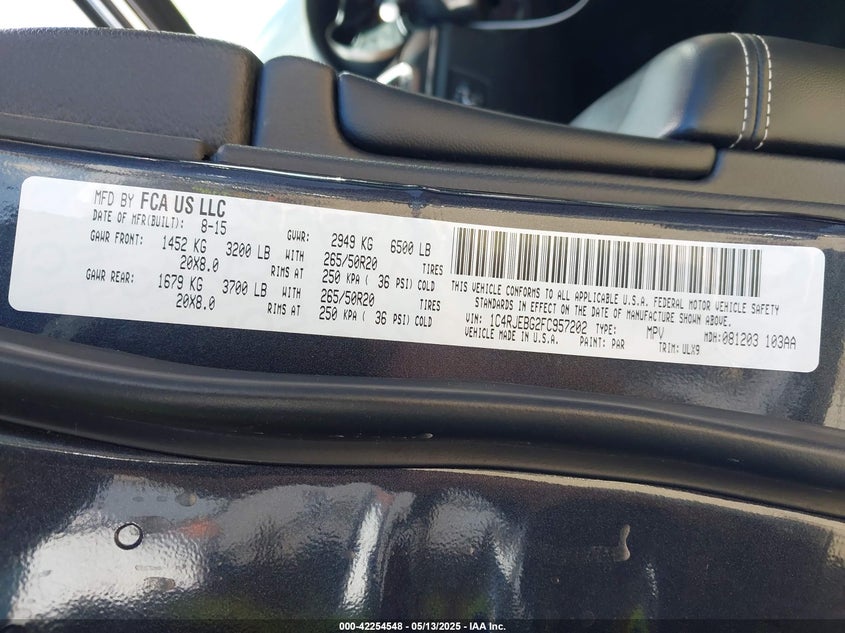 MFD BY FCA US LLC
DATE OF MFR(BUILT): 8-15 GVWR: 2949 KG 6500 LB
GAWR FRONT: 1452 KG 3200 LB WITH 265/50R20 TIRES
20X8.0 RIMS AT 250 KPA ( 36 PSI) COLD
GAWR REAR: 1679 KG 3700 LB WITH 265/50R20 TIRES
20X8.0 RIMS AT 250 KPA ( 36 PSI) COLD
THIS VEHICLE CONFORMS TO ALL APPLICABLE U.S.A. FEDERAL MOTOR VEHICLE SAFETY
STANDARDS IN EFFECT ON THE DATE OF MANUFACTURE SHOWN ABOVE.
VIN: 1C4RJEBG2FC957202 TYPE: MPV MDH: 081203 103AA
VEHICLE MADE IN U.S.A. PAINT: PAR TRIM: ULX9
000-42254548 - 05/13/2025 - IAA Inc.